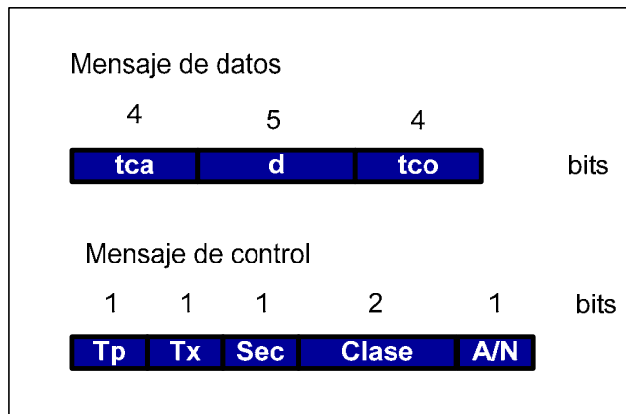 Mensaje de datos
4 5 4
tca d tco bits
Mensaje de control
1 1 1 2 1 bits
Tp Tx Sec Clase A/N